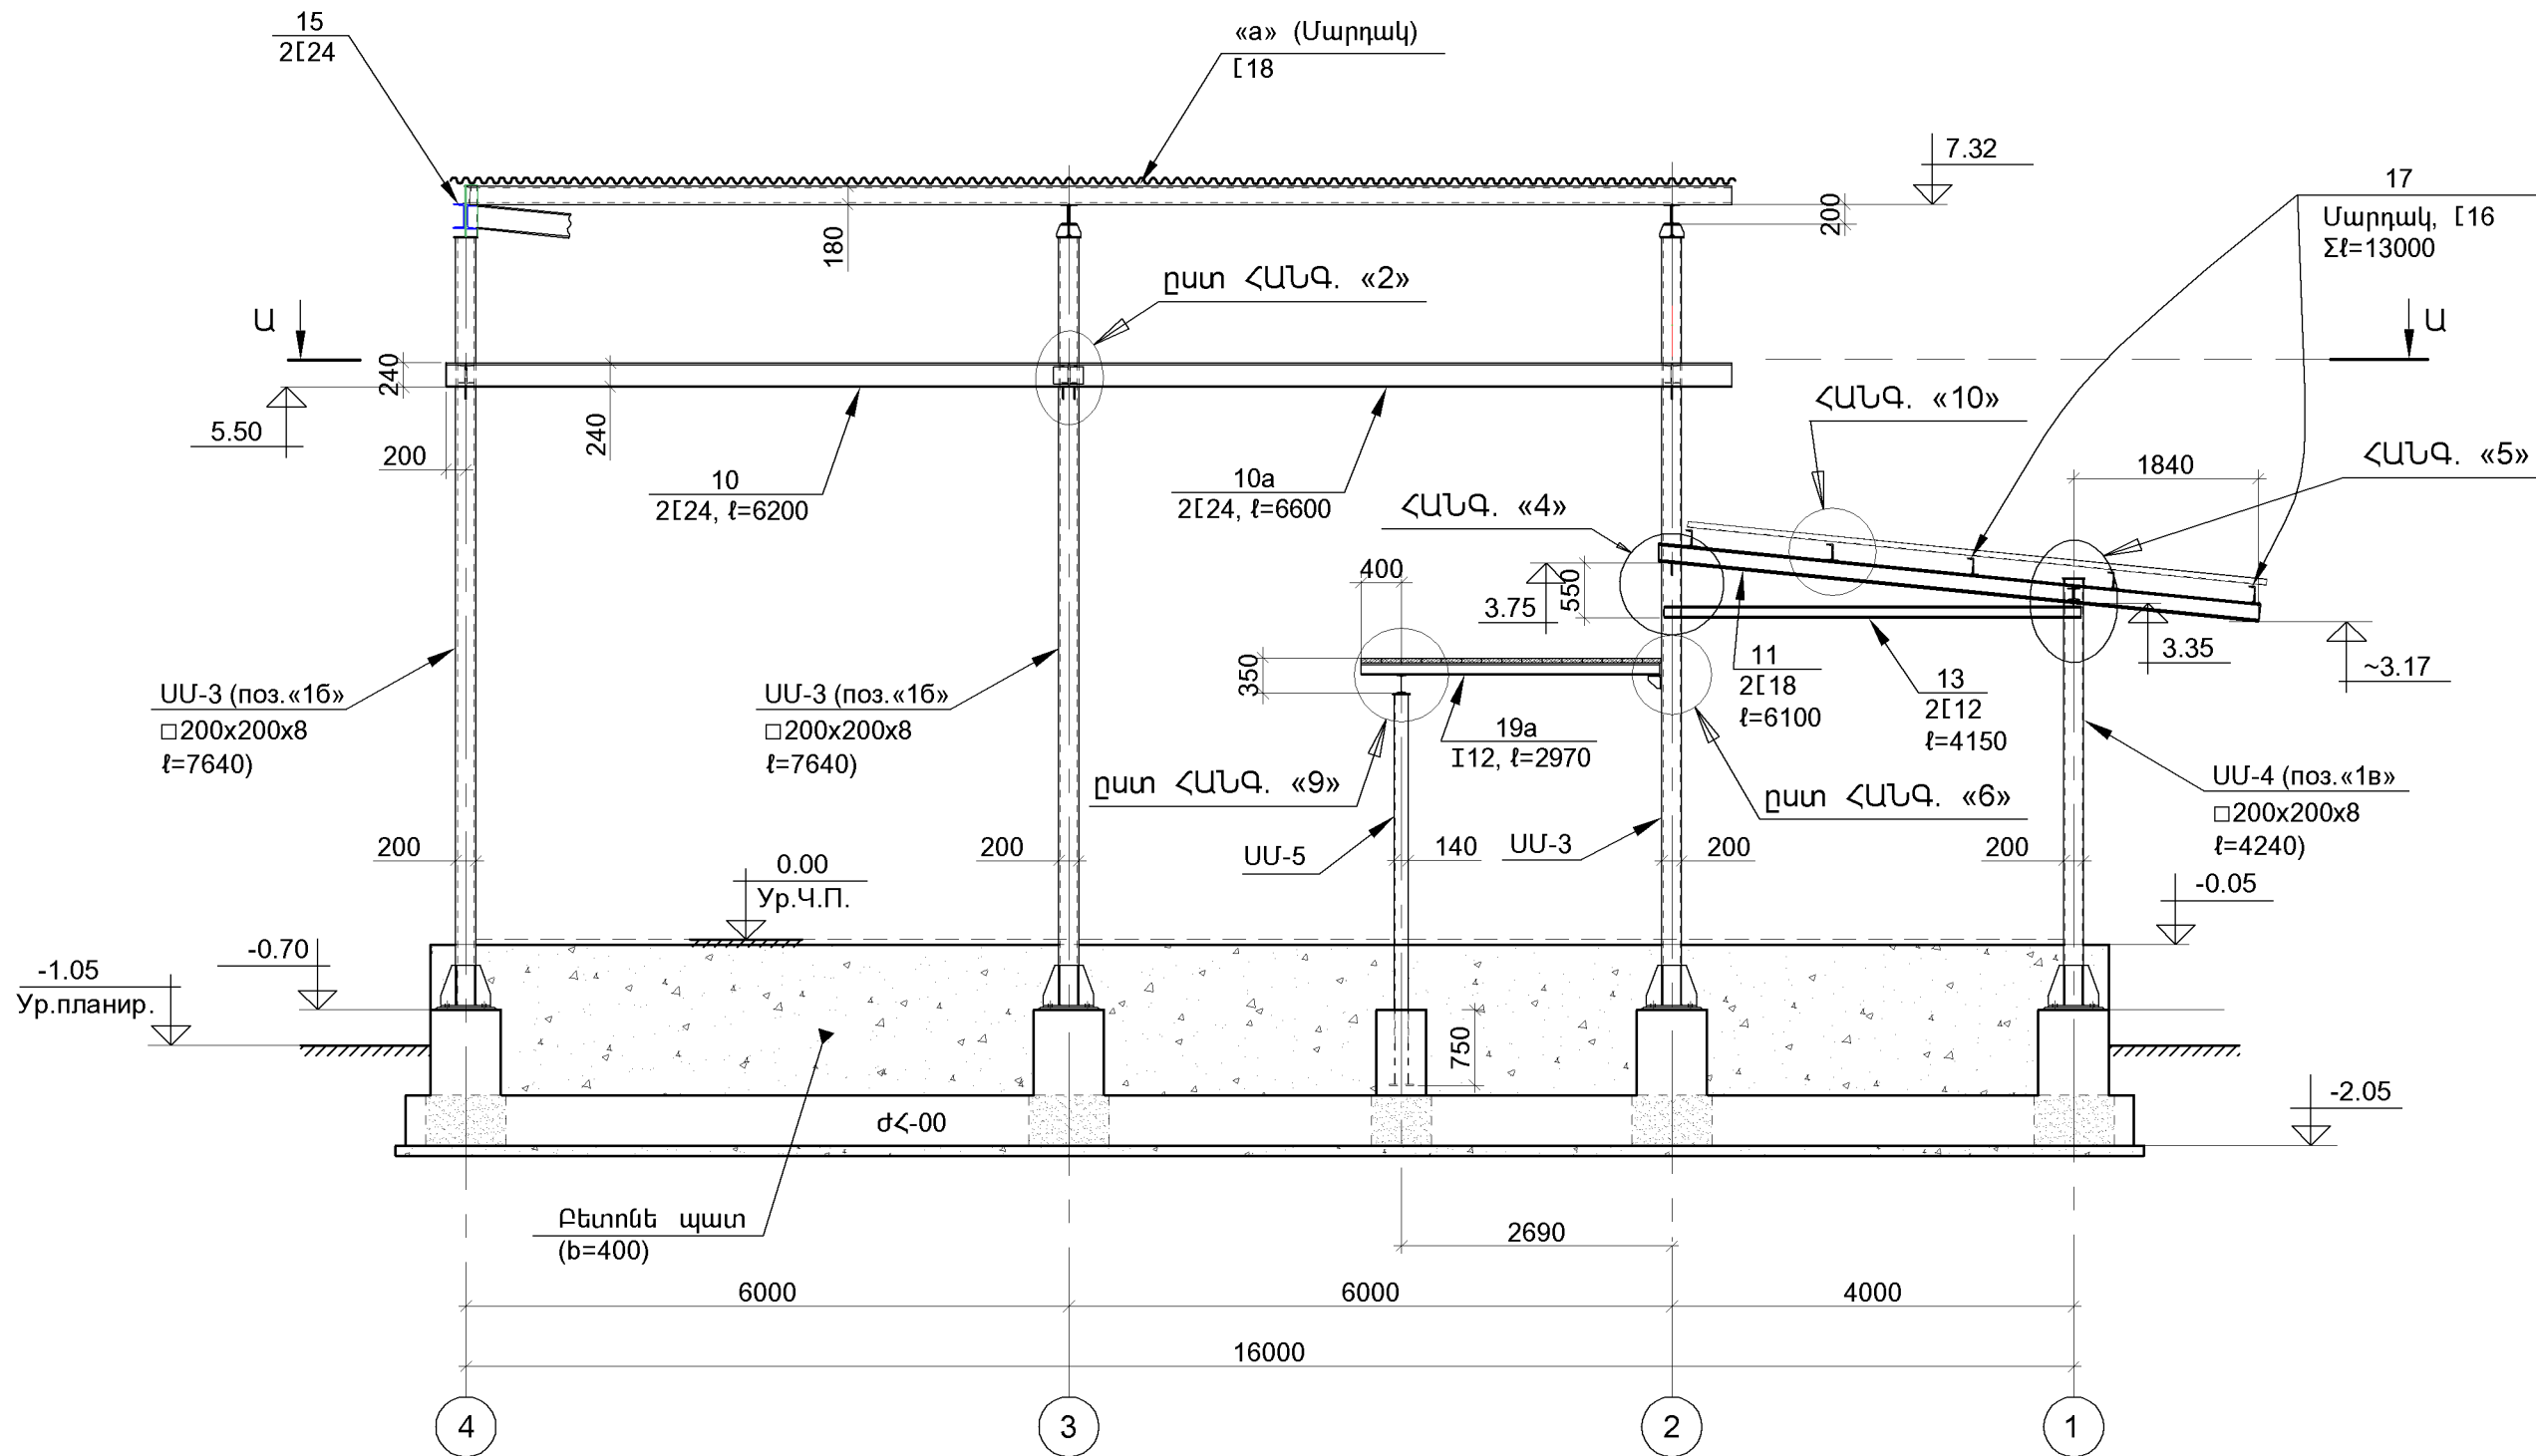 15
2[24
«a» (Մարդակ)
[18
7.32
200
17
Մարդակ, [16
Σℓ=13000
180
ըստ ՀԱՆԳ. «2»
Ա
Ա
240
5.50
200
240
10
2[24, ℓ=6200
10a
2[24, ℓ=6600
ՀԱՆԳ. «10»
ՀԱՆԳ. «5»
1840
ՀԱՆԳ. «4»
400
3.75
550
3.35
~3.17
350
ՍՄ-3 (поз.«1б»
□200x200x8
ℓ=7640)
ՍՄ-3 (поз.«1б»
□200x200x8
ℓ=7640)
11
2[18
ℓ=6100
13
2[12
ℓ=4150
19a
I12, ℓ=2970
ըստ ՀԱՆԳ. «9»
ըստ ՀԱՆԳ. «6»
ՍՄ-4 (поз.«1в»
□200x200x8
ℓ=4240)
200
200
ՍՄ-5
140
ՍՄ-3
200
200
0.00
Ур.Ч.П.
-0.05
-0.70
-1.05
Ур.планир.
750
-2.05
ԺՀ-00
Բետոնե պատ
(b=400)
2690
6000
6000
4000
16000
4
3
2
1